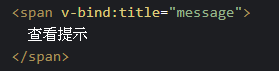 <span v-bind:title="message">
查看提示
</span>